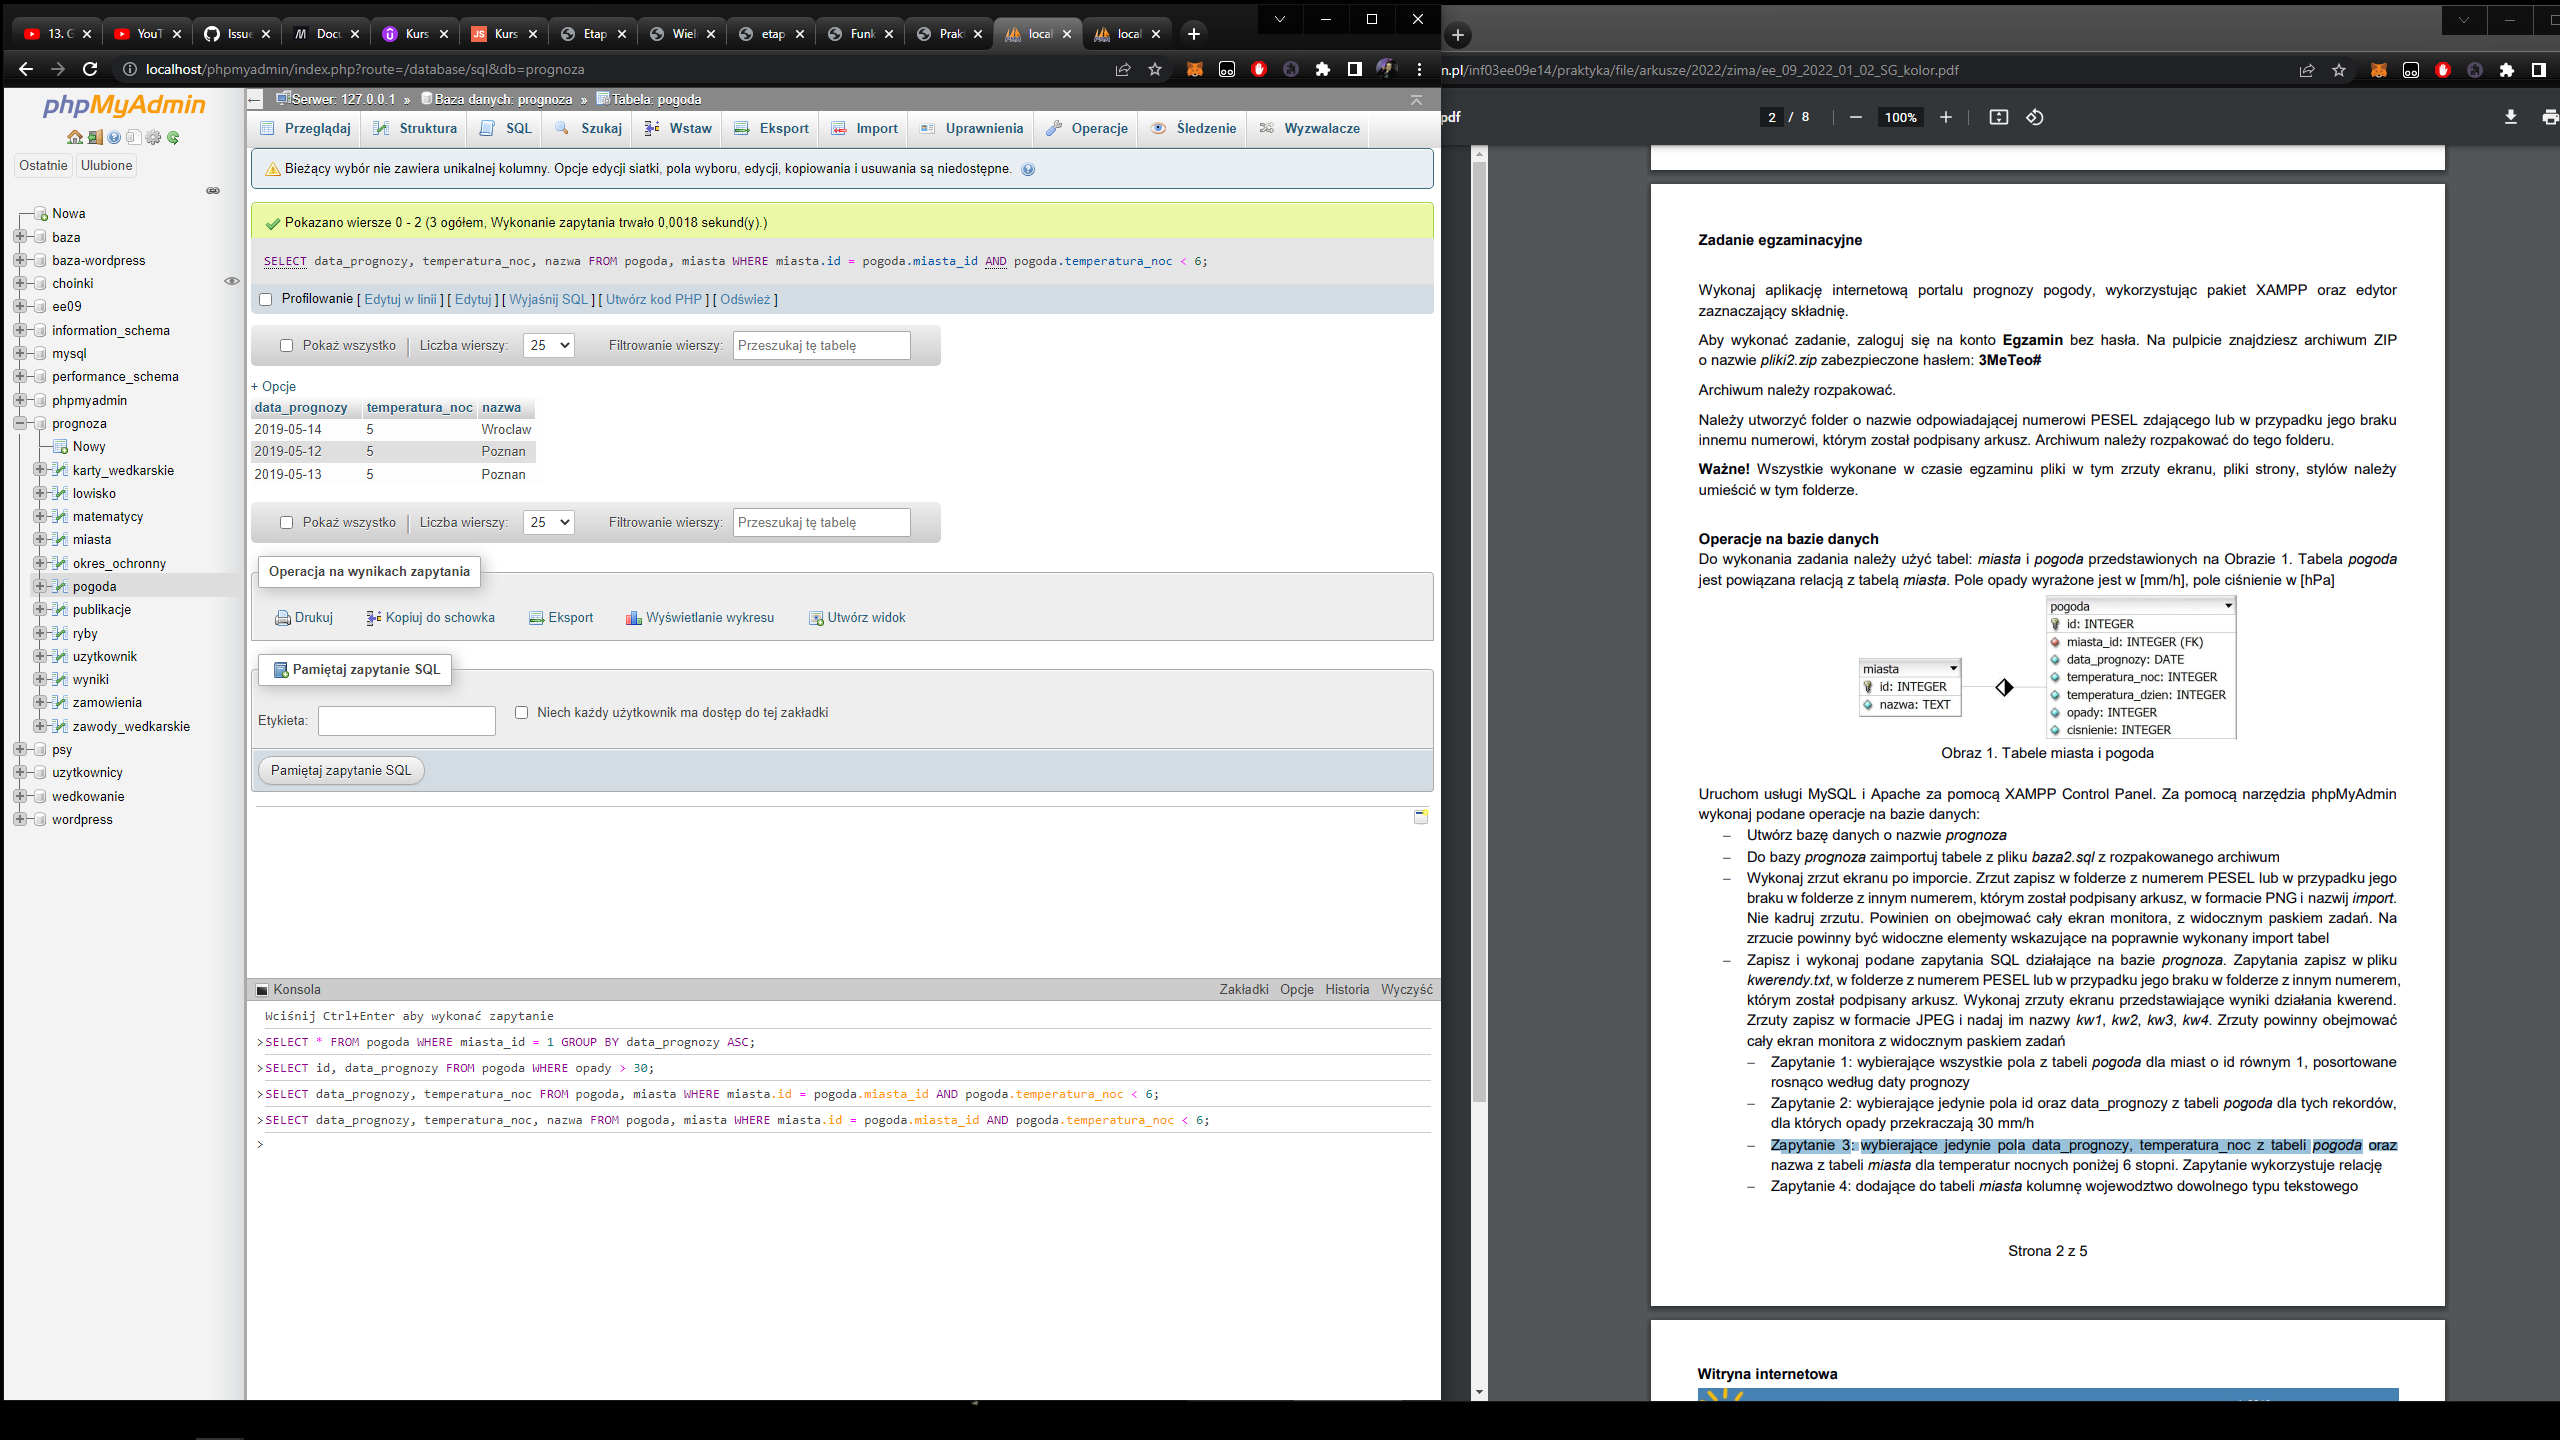 13. G
YouT
Issue
Docu
Kurs
Kurs
Etap
Wiel
etap
Funk
Prakt
local
local
localhost/phpmyadmin/index.php?route=/database/sql&db=prognoza
n.pl/inf03ee09e14/praktyka/file/arkusze/2022/zima/ee_09_2022_01_02_SG_kolor.pdf
pdf
2 / 8
100%
phpMyAdmin
Ostatnie
Ulubione
Nowa
baza
baza-wordpress
choinki
ee09
information_schema
mysql
performance_schema
phpmyadmin
prognoza
Nowy
karty_wedkarskie
lowisko
matematycy
miasta
okres_ochronny
pogoda
publikacje
ryby
uzytkownik
wyniki
zamowienia
zawody_wedkarskie
psy
uzytkownicy
wedkowanie
wordpress
Serwer: 127.0.0.1 » Baza danych: prognoza » Tabela: pogoda
Przeglądaj Struktura SQL Szukaj Wstaw Eksport Import Uprawnienia Operacje Śledzenie Wyzwalacze
Bieżący wybór nie zawiera unikalnej kolumny. Opcje edycji siatki, pola wyboru, edycji, kopiowania i usuwania są niedostępne.
Pokazano wiersze 0 - 2 (3 ogółem, Wykonanie zapytania trwało 0,0018 sekund(y).)
SELECT data_prognozy, temperatura_noc, nazwa FROM pogoda, miasta WHERE miasta.id = pogoda.miasta_id AND pogoda.temperatura_noc < 6;
Profilowanie [ Edytuj w linii ] [ Edytuj ] [ Wyjaśnij SQL ] [ Utwórz kod PHP ] [ Odśwież ]
Pokaż wszystko | Liczba wierszy: 25 Filtrowanie wierszy: Przeszukaj tę tabelę
+ Opcje
data_prognozy temperatura_noc nazwa
2019-05-14 5 Wroclaw
2019-05-12 5 Poznan
2019-05-13 5 Poznan
Pokaż wszystko | Liczba wierszy: 25 Filtrowanie wierszy: Przeszukaj tę tabelę
Operacja na wynikach zapytania
Drukuj Kopiuj do schowka Eksport Wyświetlanie wykresu Utwórz widok
Pamiętaj zapytanie SQL
Etykieta: Niech każdy użytkownik ma dostęp do tej zakładki
Pamiętaj zapytanie SQL
Konsola Zakładki Opcje Historia Wyczyść
Wciśnij Ctrl+Enter aby wykonać zapytanie
>SELECT * FROM pogoda WHERE miasta_id = 1 GROUP BY data_prognozy ASC;
>SELECT id, data_prognozy FROM pogoda WHERE opady > 30;
>SELECT data_prognozy, temperatura_noc FROM pogoda, miasta WHERE miasta.id = pogoda.miasta_id AND pogoda.temperatura_noc < 6;
>SELECT data_prognozy, temperatura_noc, nazwa FROM pogoda, miasta WHERE miasta.id = pogoda.miasta_id AND pogoda.temperatura_noc < 6;
>
Zadanie egzaminacyjne
Wykonaj aplikację internetową portalu prognozy pogody, wykorzystując pakiet XAMPP oraz edytor
zaznaczający składnię.
Aby wykonać zadanie, zaloguj się na konto Egzamin bez hasła. Na pulpicie znajdziesz archiwum ZIP
o nazwie pliki2.zip zabezpieczone hasłem: 3MeTeo#
Archiwum należy rozpakować.
Należy utworzyć folder o nazwie odpowiadającej numerowi PESEL zdającego lub w przypadku jego braku
innemu numerowi, którym został podpisany arkusz. Archiwum należy rozpakować do tego folderu.
Ważne! Wszystkie wykonane w czasie egzaminu pliki w tym zrzuty ekranu, pliki strony, stylów należy
umieścić w tym folderze.
Operacje na bazie danych
Do wykonania zadania należy użyć tabel: miasta i pogoda przedstawionych na Obrazie 1. Tabela pogoda
jest powiązana relacją z tabelą miasta. Pole opady wyrażone jest w [mm/h], pole ciśnienie w [hPa]
miasta
id: INTEGER
nazwa: TEXT
pogoda
id: INTEGER
miasta_id: INTEGER (FK)
data_prognozy: DATE
temperatura_noc: INTEGER
temperatura_dzien: INTEGER
opady: INTEGER
cisnienie: INTEGER
Obraz 1. Tabele miasta i pogoda
Uruchom usługi MySQL i Apache za pomocą XAMPP Control Panel. Za pomocą narzędzia phpMyAdmin
wykonaj podane operacje na bazie danych:
– Utwórz bazę danych o nazwie prognoza
– Do bazy prognoza zaimportuj tabele z pliku baza2.sql z rozpakowanego archiwum
– Wykonaj zrzut ekranu po imporcie. Zrzut zapisz w folderze z numerem PESEL lub w przypadku jego
braku w folderze z innym numerem, którym został podpisany arkusz, w formacie PNG i nazwij import.
Nie kadruj zrzutu. Powinien on obejmować cały ekran monitora, z widocznym paskiem zadań. Na
zrzucie powinny być widoczne elementy wskazujące na poprawnie wykonany import tabel
– Zapisz i wykonaj podane zapytania SQL działające na bazie prognoza. Zapytania zapisz w pliku
kwerendy.txt, w folderze z numerem PESEL lub w przypadku jego braku w folderze z innym numerem,
którym został podpisany arkusz. Wykonaj zrzuty ekranu przedstawiające wyniki działania kwerend.
Zrzuty zapisz w formacie JPEG i nadaj im nazwy kw1, kw2, kw3, kw4. Zrzuty powinny obejmować
cały ekran monitora z widocznym paskiem zadań
– Zapytanie 1: wybierające wszystkie pola z tabeli pogoda dla miast o id równym 1, posortowane
rosnąco według daty prognozy
– Zapytanie 2: wybierające jedynie pola id oraz data_prognozy z tabeli pogoda dla tych rekordów,
dla których opady przekraczają 30 mm/h
– Zapytanie 3: wybierające jedynie pola data_prognozy, temperatura_noc z tabeli pogoda oraz
nazwa z tabeli miasta dla temperatur nocnych poniżej 6 stopni. Zapytanie wykorzystuje relację
– Zapytanie 4: dodające do tabeli miasta kolumnę wojewodztwo dowolnego typu tekstowego
Strona 2 z 5
Witryna internetowa